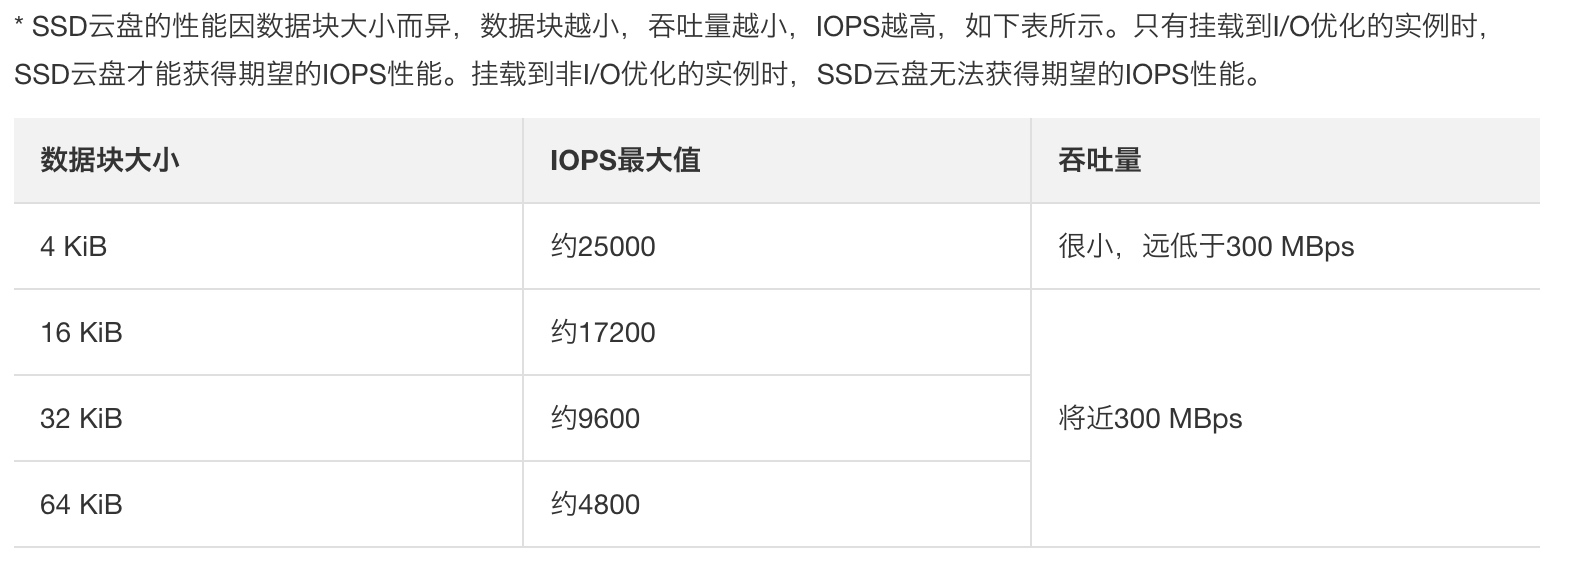 * SSD云盘的性能因数据块大小而异，数据块越小，吞吐量越小，IOPS越高，如下表所示。只有挂载到I/O优化的实例时，
SSD云盘才能获得期望的IOPS性能。挂载到非I/O优化的实例时，SSD云盘无法获得期望的IOPS性能。
数据块大小 IOPS最大值 吞吐量
4 KiB 约25000 很小，远低于300 MBps
16 KiB 约17200
32 KiB 约9600 将近300 MBps
64 KiB 约4800